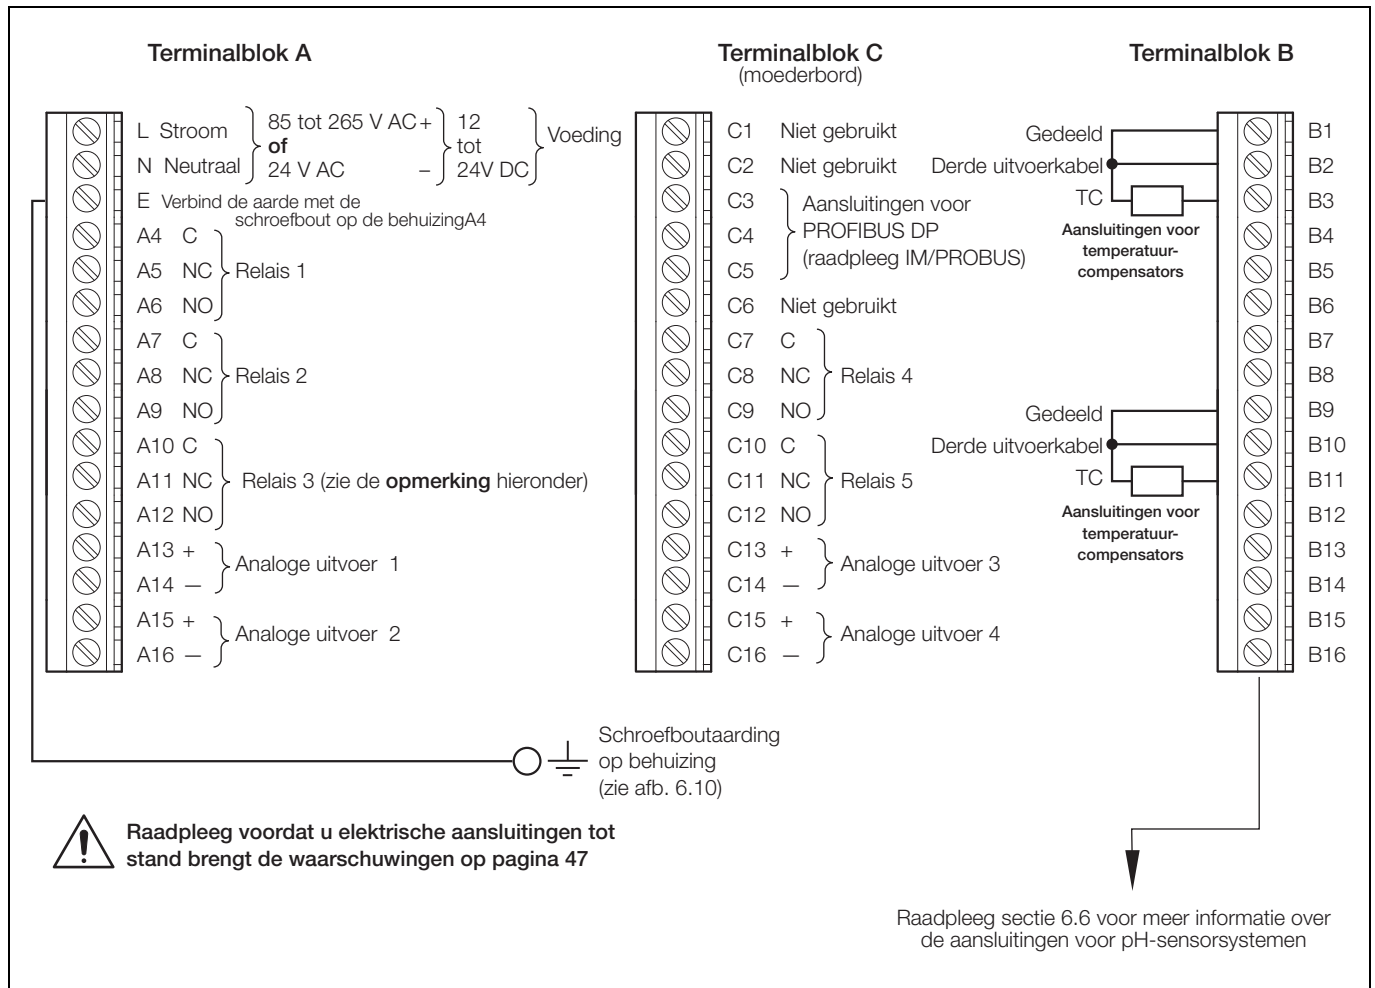 Terminalblok A
L Stroom
N Neutraal
85 tot 265 V AC
of
24 V AC
+
–
12
tot
24V DC
Voeding
E Verbind de aarde met de
schroefbout op de behuizingA4
A4 C
A5 NC
A6 NO
Relais 1
A7 C
A8 NC
A9 NO
Relais 2
A10 C
A11 NC
A12 NO
Relais 3 (zie de opmerking hieronder)
A13 +
A14 –
Analoge uitvoer 1
A15 +
A16 –
Analoge uitvoer 2
Terminalblok C
(moederbord)
C1 Niet gebruikt
C2 Niet gebruikt
C3
C4
C5
Aansluitingen voor
PROFIBUS DP
(raadpleeg IM/PROBUS)
C6 Niet gebruikt
C7 C
C8 NC
C9 NO
Relais 4
C10 C
C11 NC
C12 NO
Relais 5
C13 +
C14 –
Analoge uitvoer 3
C15 +
C16 –
Analoge uitvoer 4
Terminalblok B
Gedeeld
Derde uitvoerkabel
TC
Aansluitingen voor
temperatuur-
compensators
Gedeeld
Derde uitvoerkabel
TC
Aansluitingen voor
temperatuur-
compensators
B1
B2
B3
B4
B5
B6
B7
B8
B9
B10
B11
B12
B13
B14
B15
B16
Schroefboutaarding
op behuizing
(zie afb. 6.10)
Raadpleeg voordat u elektrische aansluitingen tot
stand brengt de waarschuwingen op pagina 47
Raadpleeg sectie 6.6 voor meer informatie over
de aansluitingen voor pH-sensorsystemen